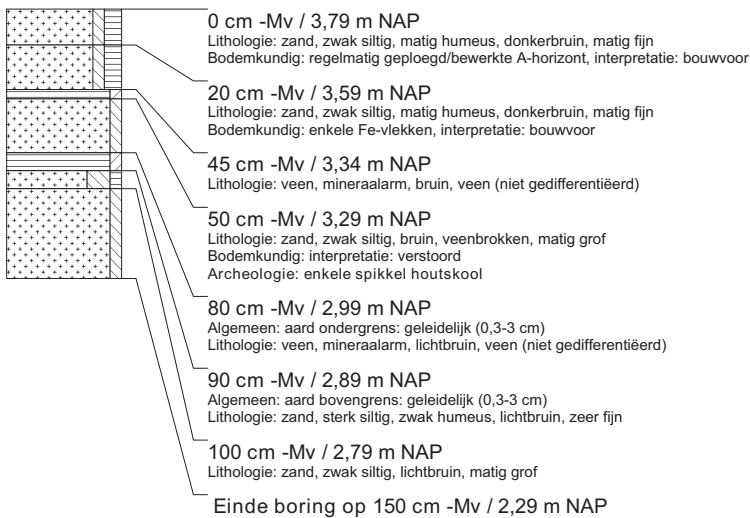 0 cm -Mv / 3,79 m NAP
Lithologie: zand, zwak siltig, matig humeus, donkerbruin, matig fijn
Bodemkundig: regelmatig geploegd/bewerkte A-horizont, interpretatie: bouwvoor
20 cm -Mv / 3,59 m NAP
Lithologie: zand, zwak siltig, matig humeus, donkerbruin, matig fijn
Bodemkundig: enkele Fe-vlekken, interpretatie: bouwvoor
45 cm -Mv / 3,34 m NAP
Lithologie: veen, mineraalarm, bruin, veen (niet gedifferentiëerd)
50 cm -Mv / 3,29 m NAP
Lithologie: zand, zwak siltig, bruin, veenbrokken, matig grof
Bodemkundig: interpretatie: verstoord
Archeologie: enkele spikkel houtskool
80 cm -Mv / 2,99 m NAP
Algemeen: aard ondergrens: geleidelijk (0,3-3 cm)
Lithologie: veen, mineraalarm, lichtbruin, veen (niet gedifferentiëerd)
90 cm -Mv / 2,89 m NAP
Algemeen: aard bovengrens: geleidelijk (0,3-3 cm)
Lithologie: zand, sterk siltig, zwak humeus, lichtbruin, zeer fijn
100 cm -Mv / 2,79 m NAP
Lithologie: zand, zwak siltig, lichtbruin, matig grof
Einde boring op 150 cm -Mv / 2,29 m NAP